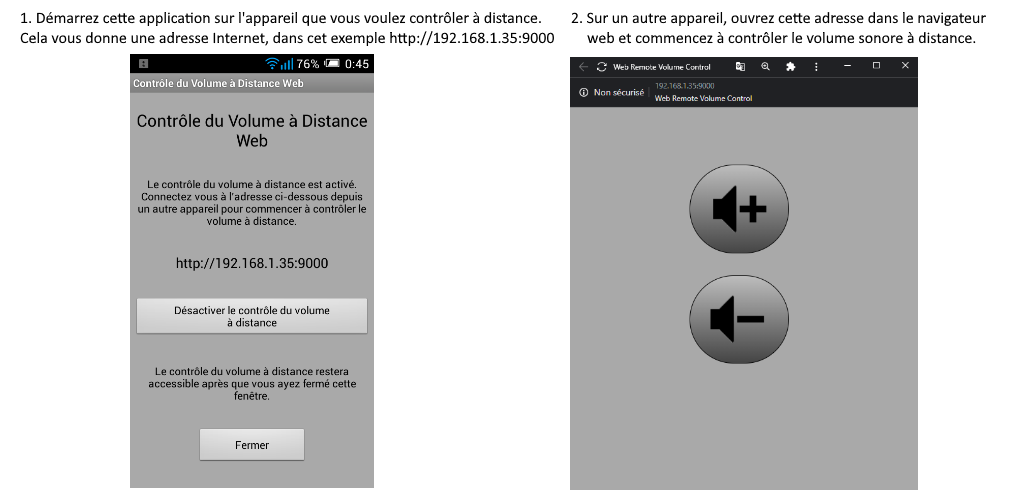 1. Démarrez cette application sur l'appareil que vous voulez contrôler à distance.
Cela vous donne une adresse Internet, dans cet exemple http://192.168.1.35:9000
76% 0:45
Contrôle du Volume à Distance Web
Contrôle du Volume à Distance
Web
Le contrôle du volume à distance est activé.
Connectez vous à l'adresse ci-dessous depuis
un autre appareil pour commencer à contrôler le
volume à distance.
http://192.168.1.35:9000
Désactiver le contrôle du volume
à distance
Le contrôle du volume à distance restera
accessible après que vous ayez fermé cette
fenêtre.
Fermer
2. Sur un autre appareil, ouvrez cette adresse dans le navigateur
web et commencez à contrôler le volume sonore à distance.
Web Remote Volume Control
Non sécurisé
192.168.1.35:9000
Web Remote Volume Control